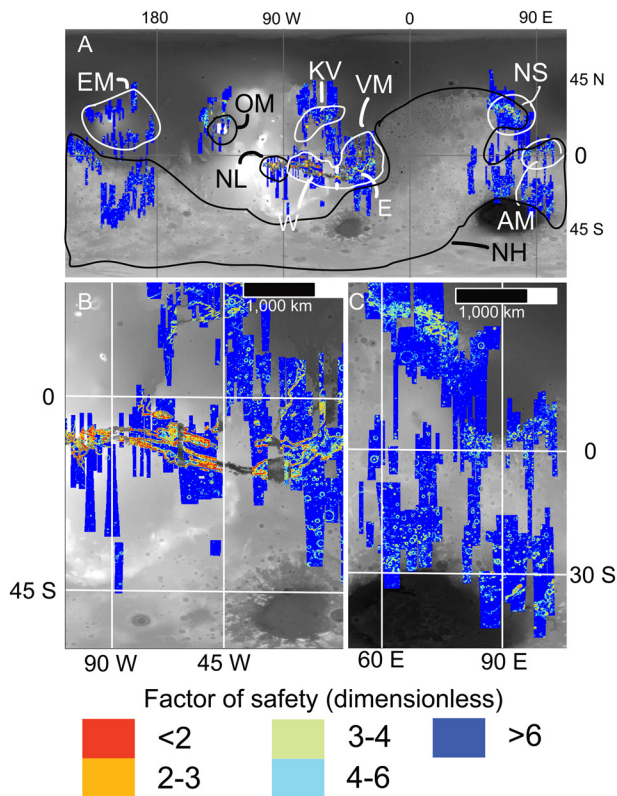 180 90 W 0 90 E
A
EM
KV
VM
NS
45 N
OM
NL
0
W
E
AM
45 S
NH
B
1,000 km
C
1,000 km
0
0
45 S
30 S
90 W 45 W
60 E 90 E
Factor of safety (dimensionless)
<2 3-4 >6
2-3 4-6